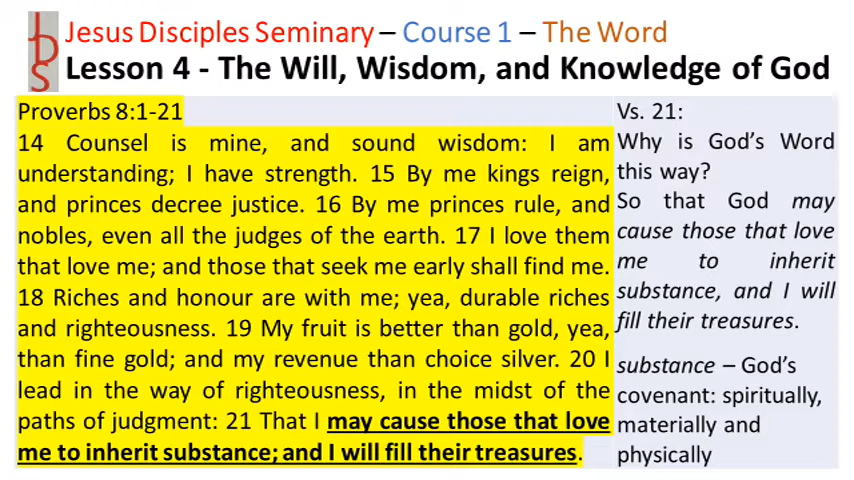 JDS
Jesus Disciples Seminary – Course 1 – The Word
Lesson 4 - The Will, Wisdom, and Knowledge of God
Proverbs 8:1-21
14 Counsel is mine, and sound wisdom: I am
understanding; I have strength. 15 By me kings reign,
and princes decree justice. 16 By me princes rule, and
nobles, even all the judges of the earth. 17 I love them
that love me; and those that seek me early shall find me.
18 Riches and honour are with me; yea, durable riches
and righteousness. 19 My fruit is better than gold, yea,
than fine gold; and my revenue than choice silver. 20 I
lead in the way of righteousness, in the midst of the
paths of judgment: 21 That I may cause those that love
me to inherit substance; and I will fill their treasures.
Vs. 21:
Why is God's Word
this way?
So that God may
cause those that love
me to inherit
substance, and I will
fill their treasures.
substance – God's
covenant: spiritually,
materially and
physically